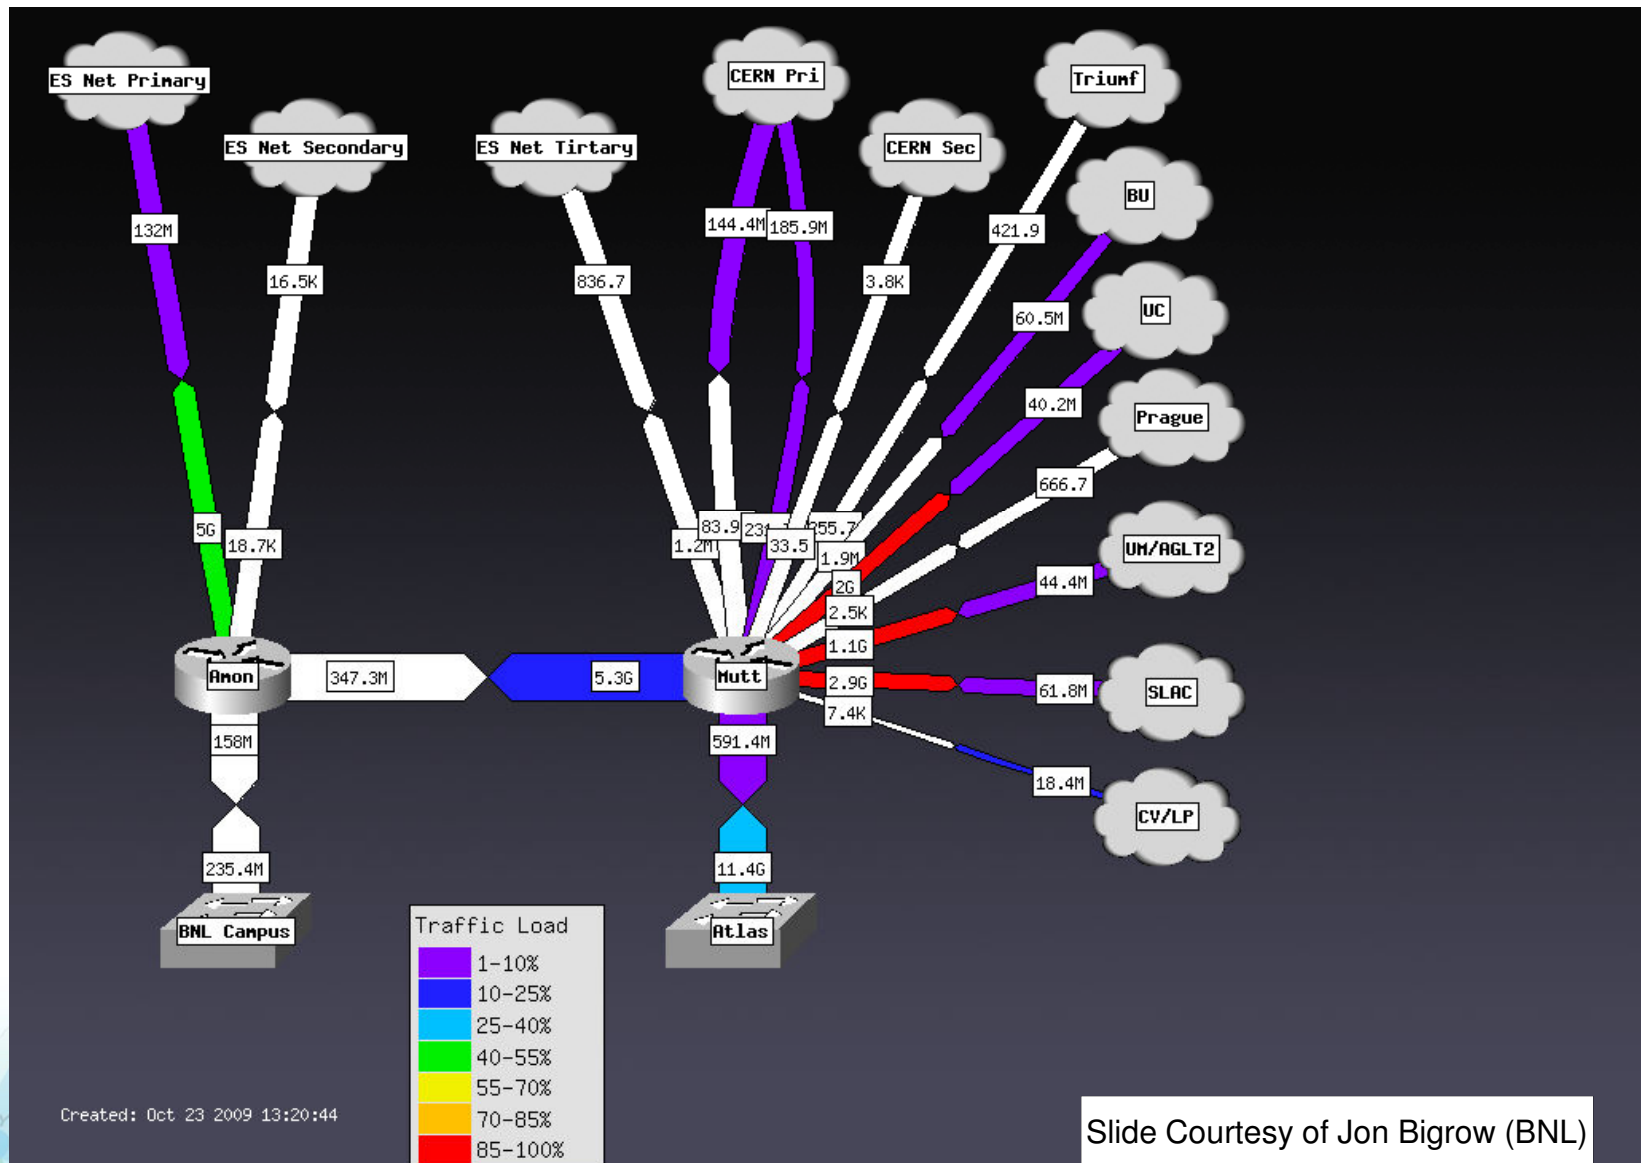 ES Net Primary
CERN Pri
Triumf
ES Net Secondary
ES Net Tirtary
CERN Sec
BU
132M
144.4M
185.9M
421.9
16.5K
836.7
3.8K
60.5M
UC
40.2M
Prague
666.7
5G
18.7K
1.2M
83.9
33.5
255.7
1.9M
2G
2.5K
UM/AGLT2
44.4M
1.1G
Amon
347.3M
5.3G
Mutt
2.9G
61.8M
SLAC
7.4K
158M
591.4M
18.4M
CV/LP
235.4M
11.4G
BNL Campus
Atlas
Traffic Load
1-10%
10-25%
25-40%
40-55%
55-70%
70-85%
85-100%
Created: Oct 23 2009 13:20:44
Slide Courtesy of Jon Bigrow (BNL)